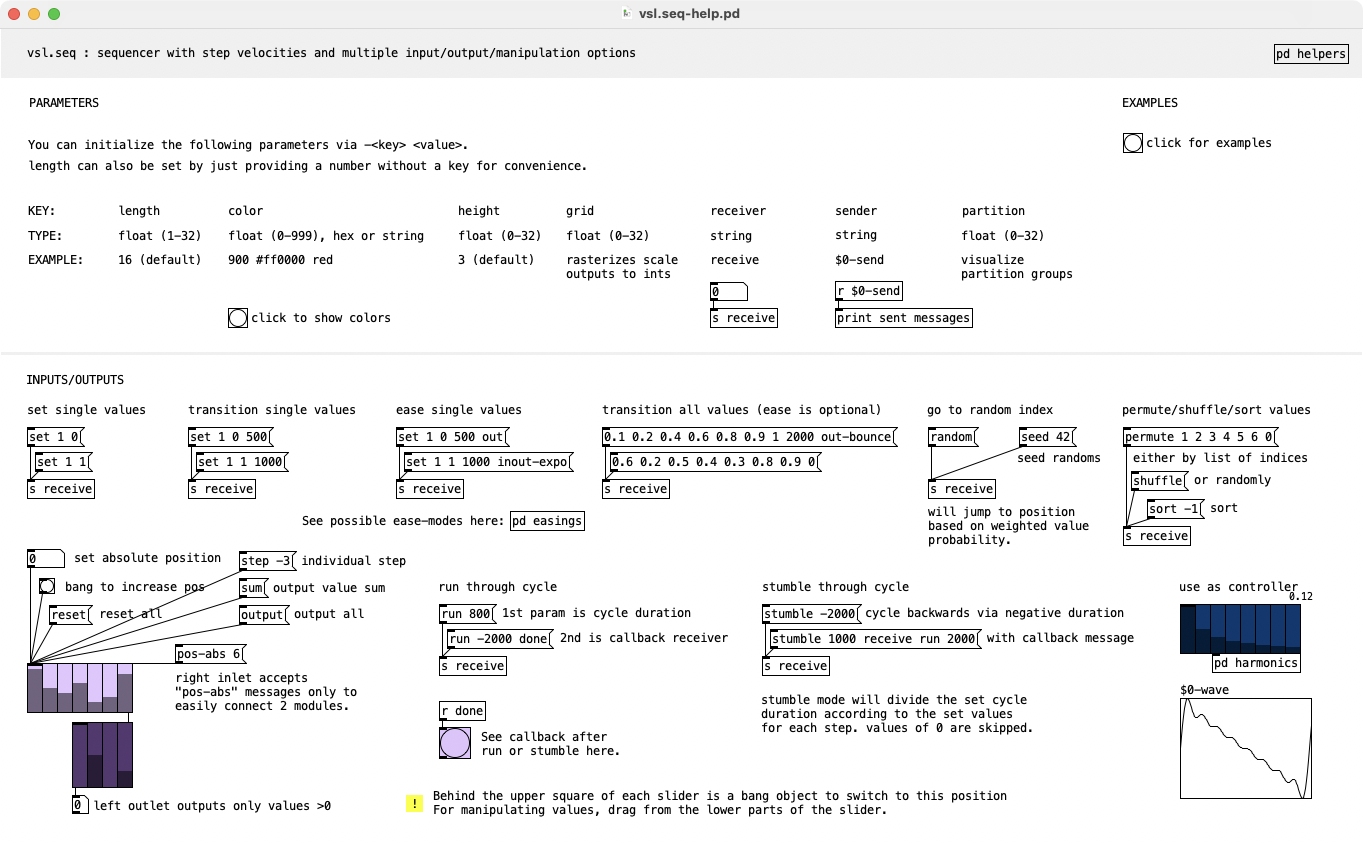 vsl.seq-help.pd
vsl.seq : sequencer with step velocities and multiple input/output/manipulation options
pd helpers
PARAMETERS
EXAMPLES
You can initialize the following parameters via -<key> <value>.
length can also be set by just providing a number without a key for convenience.
click for examples
KEY: length color height grid receiver sender partition
TYPE: float (1-32) float (0-999), hex or string float (0-32) float (0-32) string string float (0-32)
EXAMPLE: 16 (default) 900 #ff0000 red 3 (default) rasterizes scale receive $0-send visualize
outputs to ints partition groups
0 r $0-send
click to show colors s receive print sent messages
INPUTS/OUTPUTS
set single values transition single values ease single values transition all values (ease is optional) go to random index permute/shuffle/sort values
set 1 0 set 1 0 500 set 1 0 500 out 0.1 0.2 0.4 0.6 0.8 0.9 1 2000 out-bounce random seed 42 permute 1 2 3 4 5 6 0
set 1 1 set 1 1 1000 set 1 1 1000 inout-expo 0.6 0.2 0.5 0.4 0.3 0.8 0.9 0 seed randoms either by list of indices
shuffle or randomly
s receive s receive s receive s receive s receive
sort -1 sort
will jump to position
based on weighted value
probability.
s receive
See possible ease-modes here: pd easings
0 set absolute position step -3 individual step
bang to increase pos sum output value sum
reset reset all output output all
pos-abs 6
right inlet accepts
"pos-abs" messages only to
easily connect 2 modules.
0 left outlet outputs only values >0
run through cycle
run 800 1st param is cycle duration
run -2000 done 2nd is callback receiver
s receive
r done
See callback after
run or stumble here.
stumble through cycle
stumble -2000 cycle backwards via negative duration
stumble 1000 receive run 2000 with callback message
s receive
stumble mode will divide the set cycle
duration according to the set values
for each step. values of 0 are skipped.
use as controller
0.12
pd harmonics
$0-wave
! Behind the upper square of each slider is a bang object to switch to this position
For manipulating values, drag from the lower parts of the slider.